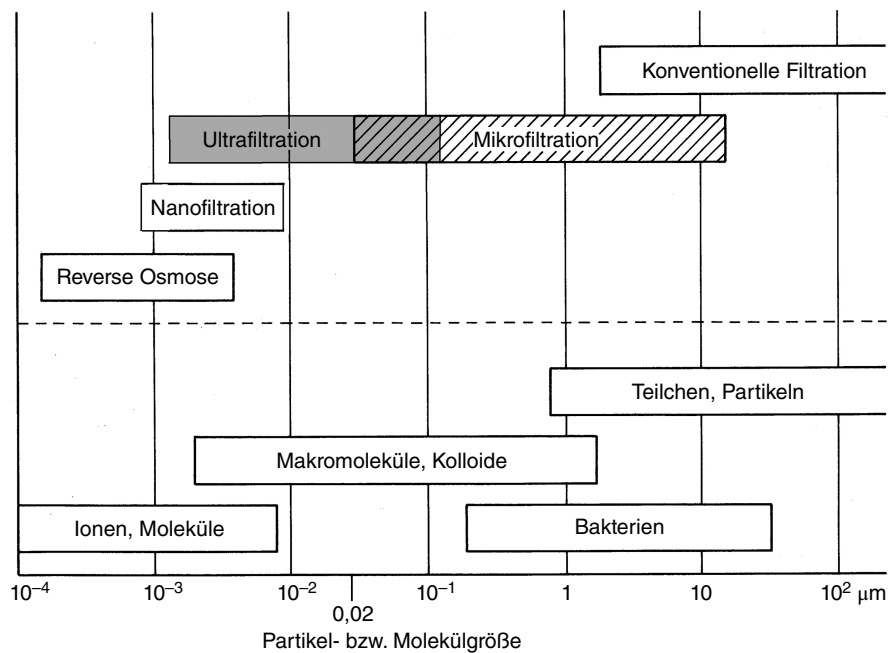 Konventionelle Filtration
Ultrafiltration
Mikrofiltration
Nanofiltration
Reverse Osmose
Teilchen, Partikeln
Makromoleküle, Kolloide
Ionen, Moleküle
Bakterien
10⁻⁴ 10⁻³ 10⁻² 10⁻¹ 1 10 10² µm
0,02
Partikel- bzw. Molekülgröße